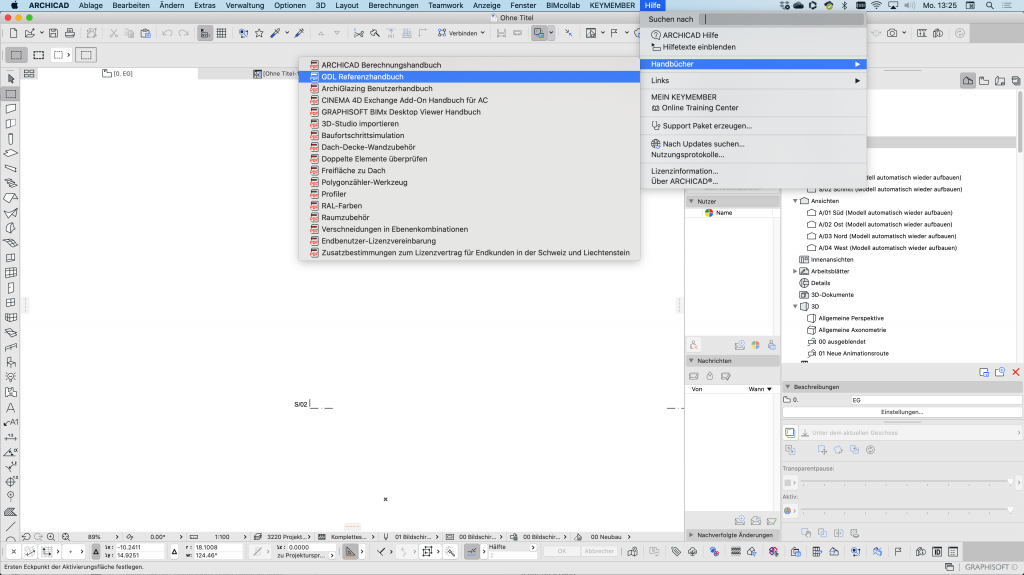 ARCHICAD Ablage Bearbeiten Ändern Extras Verwaltung Optionen 3D Layout Berechnungen Teamwork Anzeige Fenster BIMcollab KEYMEMBER Hilfe Mo. 13:25
Ohne Titel
Suchen nach
ARCHICAD Hilfe
Hilfetexte einblenden
Handbücher
Links
MEIN KEYMEMBER
Online Training Center
Support Paket erzeugen...
Nach Updates suchen...
Nutzungsprotokolle...
Lizenzinformation...
Über ARCHICAD®...
Verbinden
[0. EG]
ARCHICAD Berechnungshandbuch
GDL Referenzhandbuch
ArchiGlazing Benutzerhandbuch
CINEMA 4D Exchange Add-On Handbuch für AC
GRAPHISOFT BIMx Desktop Viewer Handbuch
3D-Studio importieren
Baufortschrittsimulation
Dach-Decke-Wandzubehör
Doppelte Elemente überprüfen
Freifläche zu Dach
Polygonzähler-Werkzeug
Profiler
RAL-Farben
Raumzubehör
Verschneidungen in Ebenenkombinationen
Endbenutzer-Lizenzvereinbarung
Zusatzbestimmungen zum Lizenzvertrag für Endkunden in der Schweiz und Liechtenstein
Nutzer
Name
(Modell automatisch wieder aufbauen)
S/02 Schnitt (Modell automatisch wieder aufbauen)
Ansichten
A/01 Süd (Modell automatisch wieder aufbauen)
A/02 Ost (Modell automatisch wieder aufbauen)
A/03 Nord (Modell automatisch wieder aufbauen)
A/04 West (Modell automatisch wieder aufbauen)
Innenansichten
Arbeitsblätter
Details
3D-Dokumente
3D
Allgemeine Perspektive
Allgemeine Axonometrie
00 ausgeblendet
01 Neue Animationsroute
Nachrichten
Von Wann
Beschreibungen
0. EG
Einstellungen...
Unter dem aktuellen Geschoss
Transparentpause:
Aktiv:
S/02
A1
89% 0.00° 1:100 3220 Projekt... Komplettes... 01 Bildschir... 00 Bildschir... 00 Bildschir... 00 Neubau
Nachverfolgte Änderungen
lx: -10.2411
ly: 14.9251
r: 18.1008
w: 124.46°
lz: 0.0000
zu Projekturspr...
Hälfte
2
OK Abbrechen
Ersten Eckpunkt der Aktivierungsfläche festlegen.
GRAPHISOFT